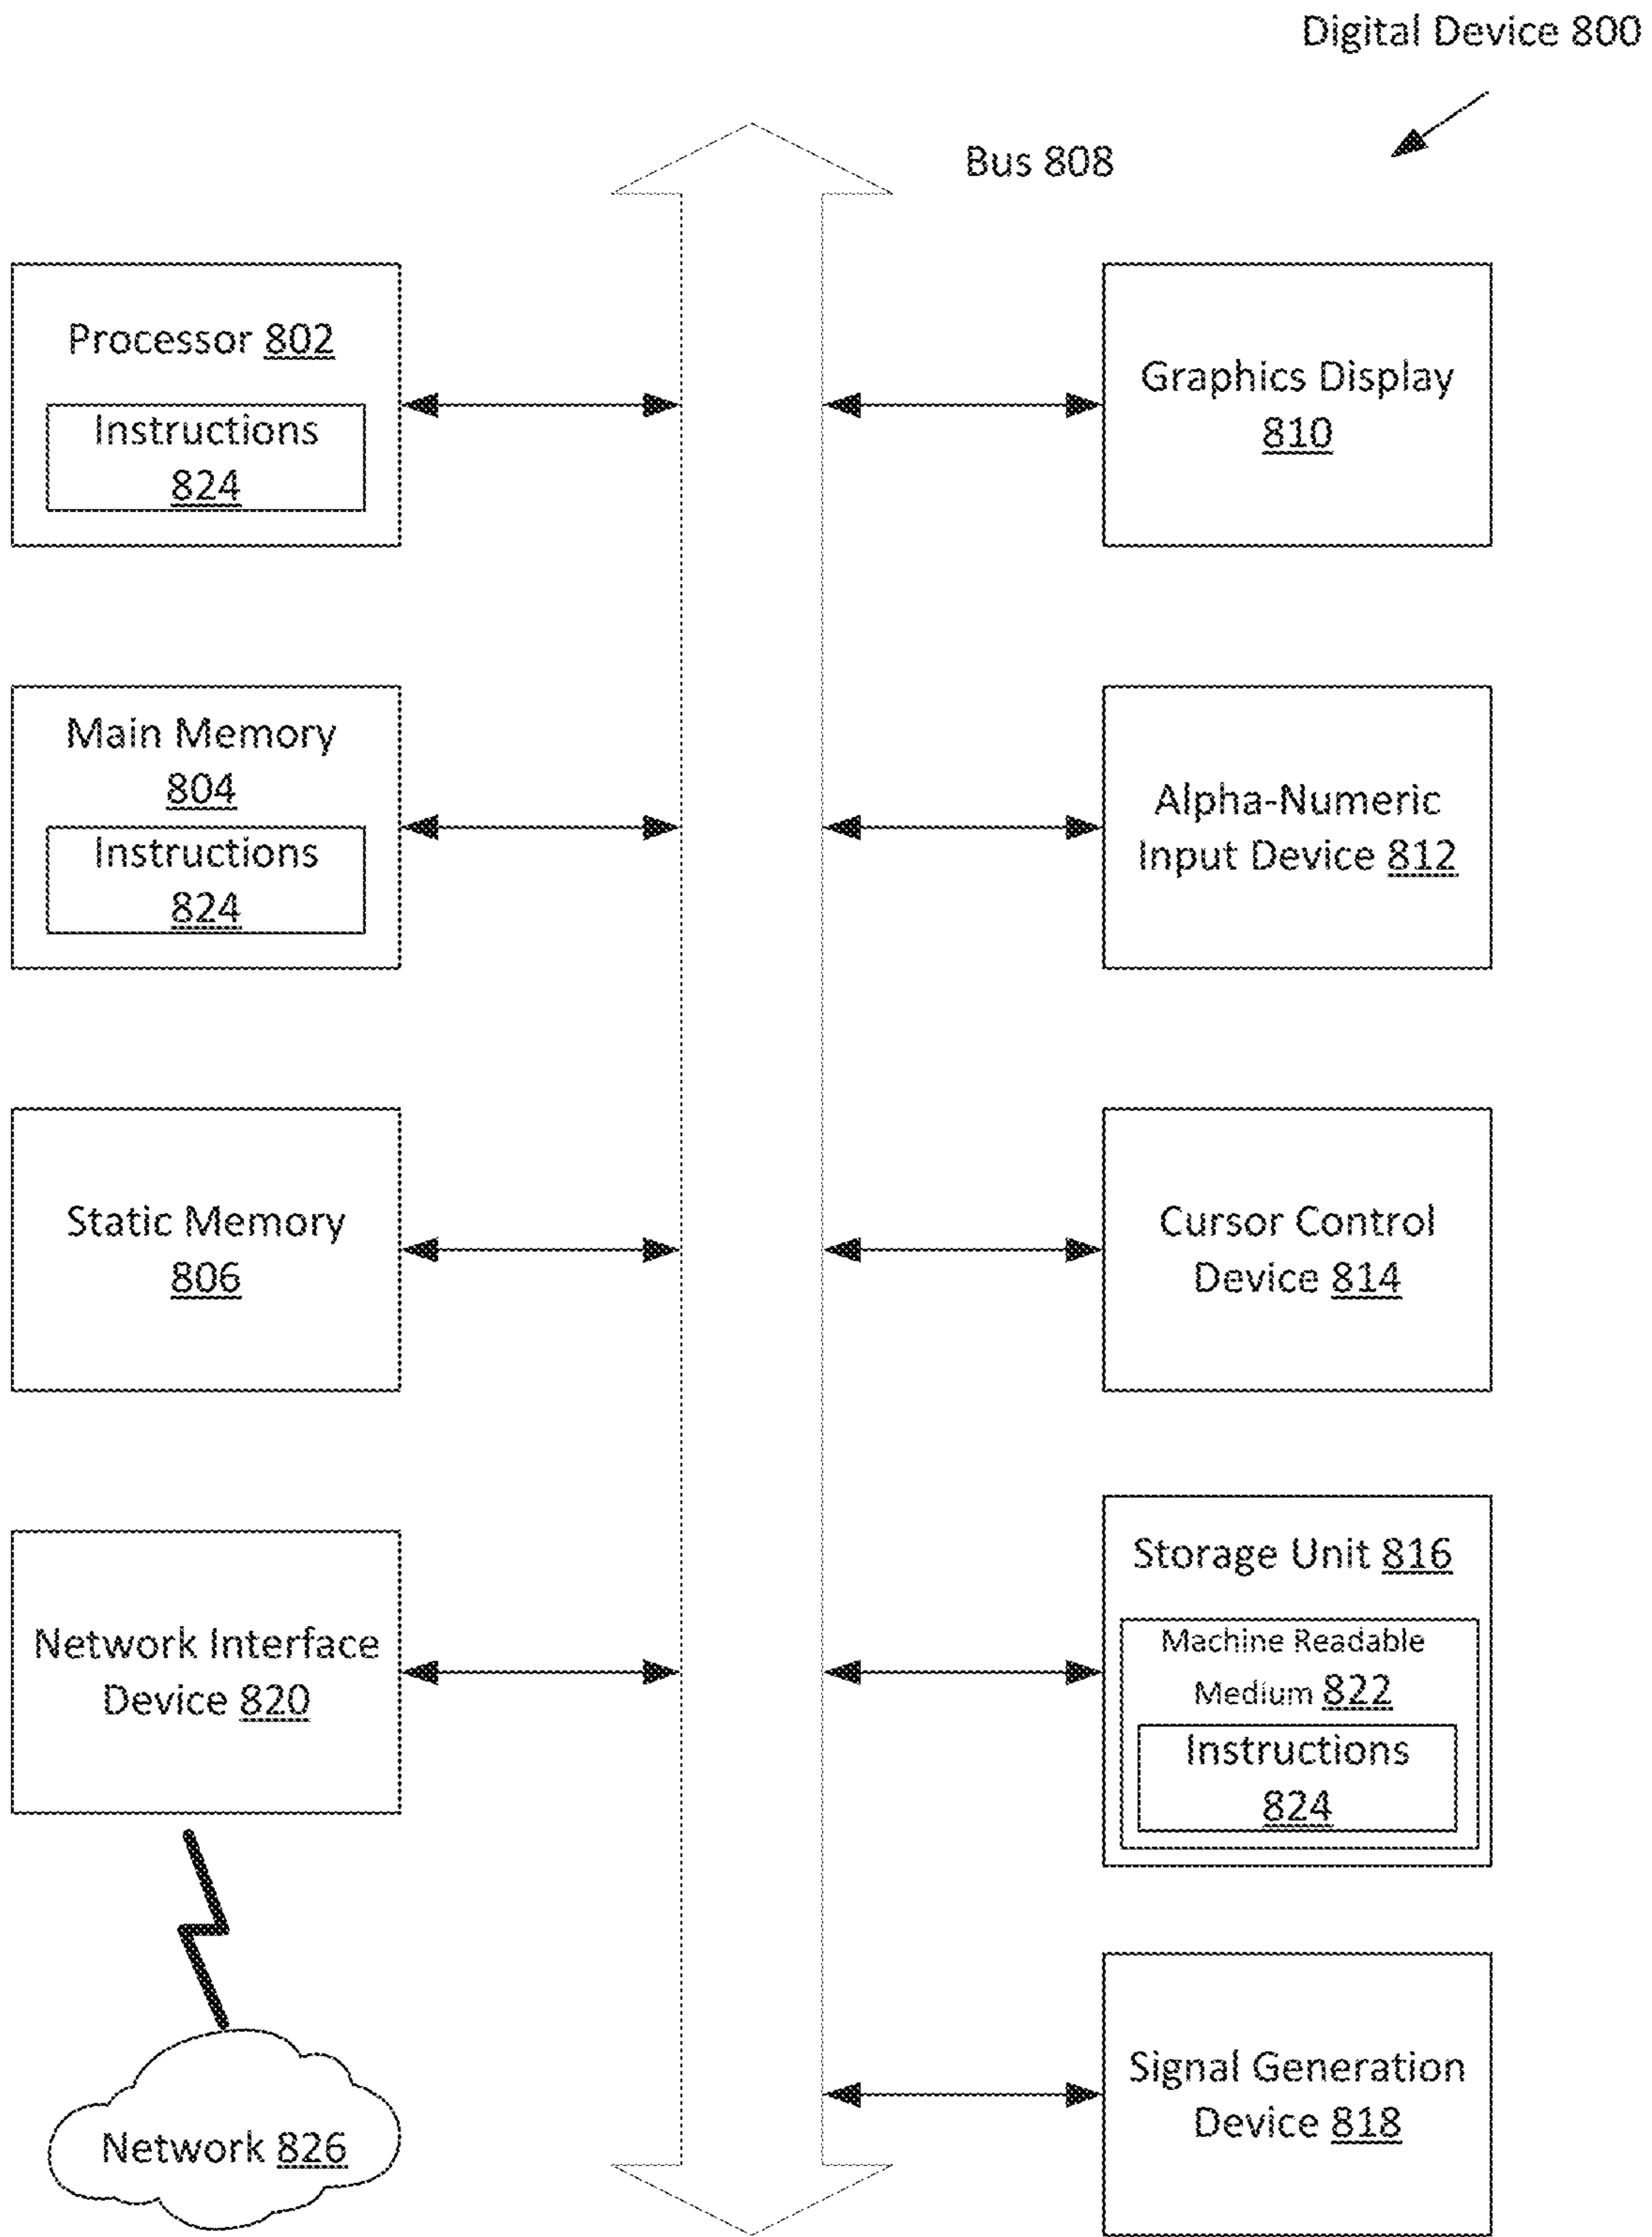 Digital Device 800
Bus 808
Processor 802
Instructions
824
Graphics Display
810
Main Memory
804
Instructions
824
Alpha-Numeric
Input Device 812
Static Memory
806
Cursor Control
Device 814
Network Interface
Device 820
Storage Unit 816
Machine Readable
Medium 822
Instructions
824
Network 826
Signal Generation
Device 818